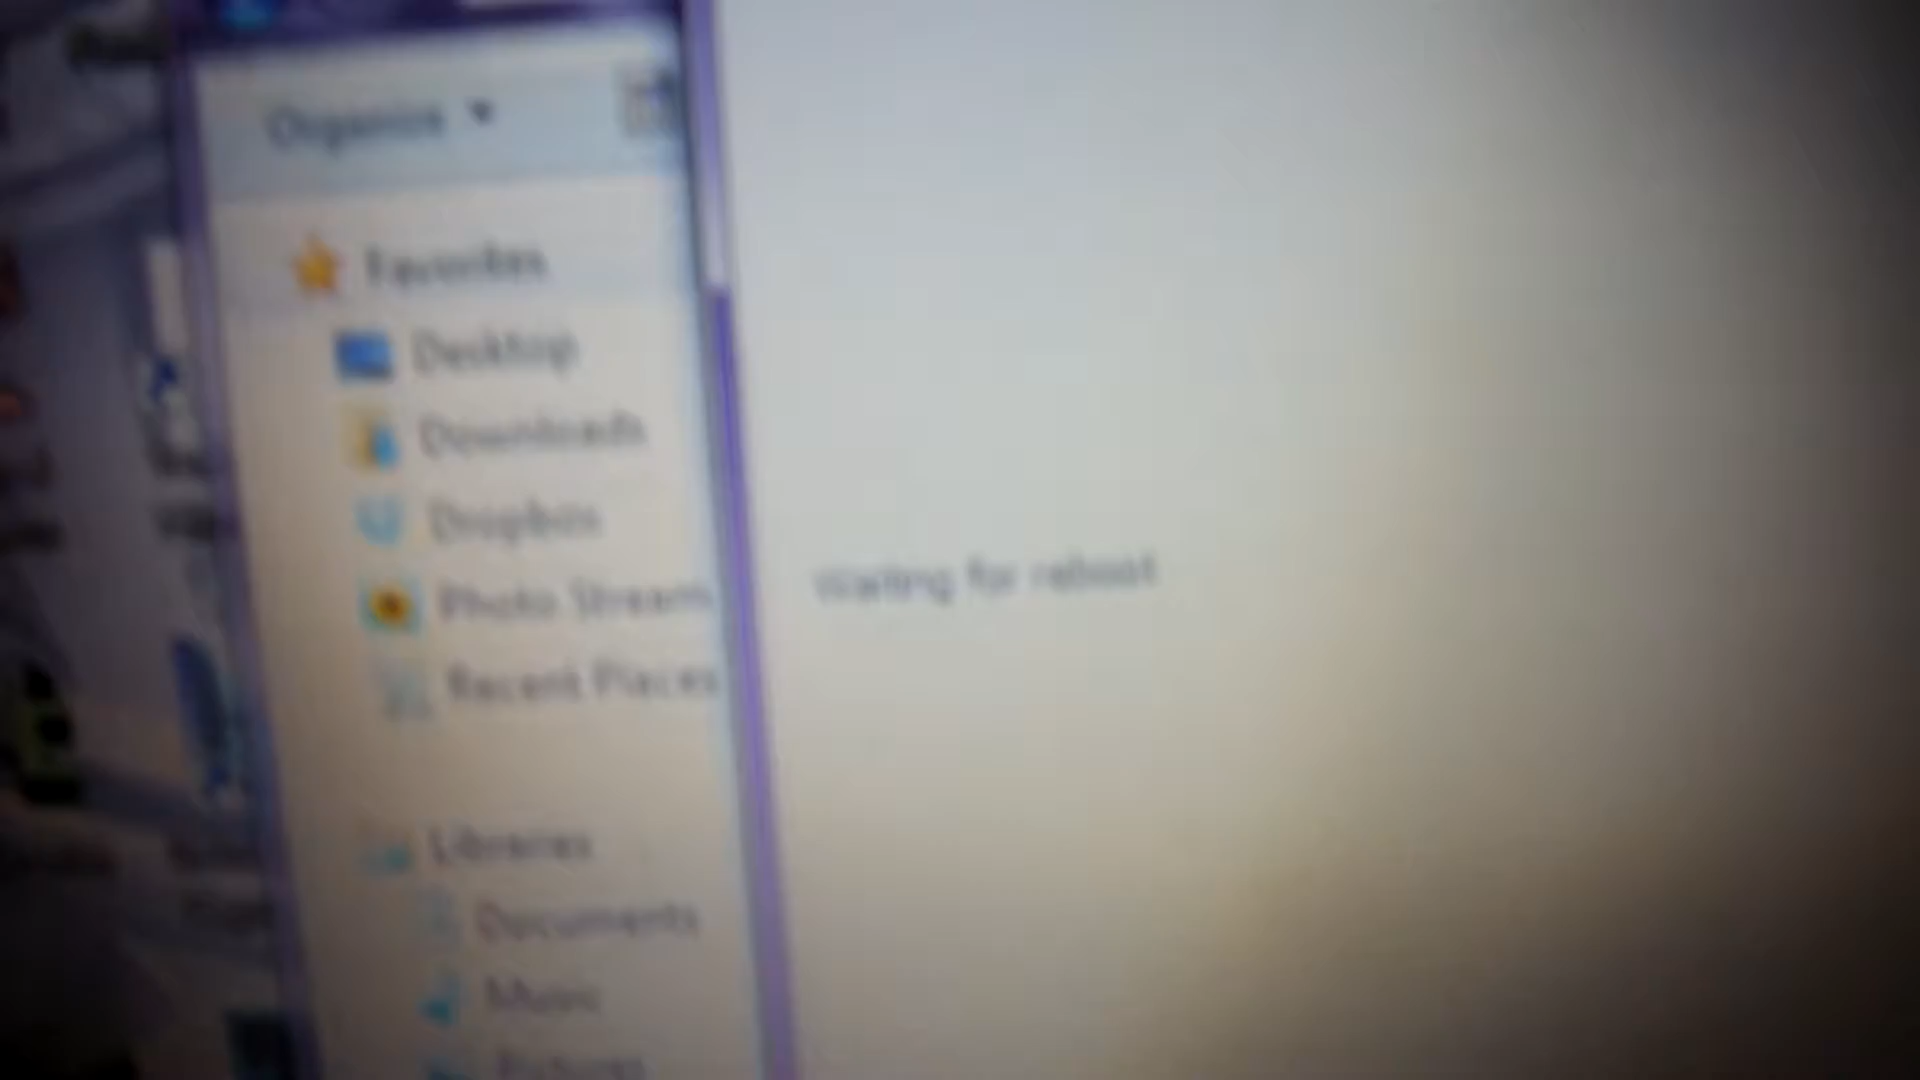 Organize
Favorites
Desktop
Downloads
Dropbox
Photo Stream
Recent Places
Libraries
Documents
Music
Pictures
Waiting for reboot